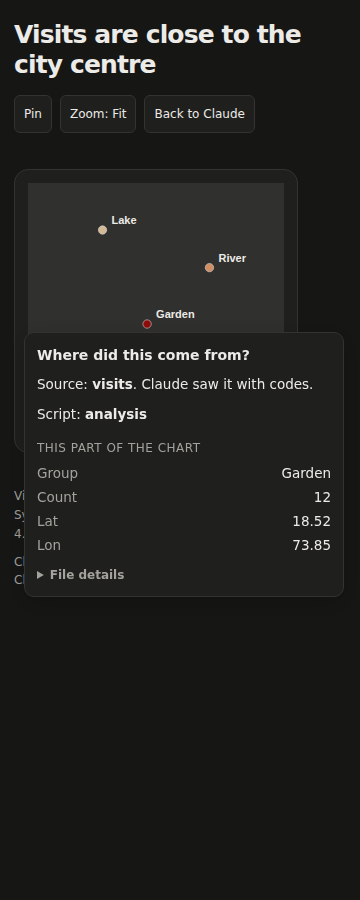 Visits are close to the
city centre
Pin
Zoom: Fit
Back to Claude
Lake
River
Garden
Where did this come from?
Source: visits. Claude saw it with codes.
Script: analysis
THIS PART OF THE CHART
Group Garden
Count 12
Lat 18.52
Lon 73.85
File details